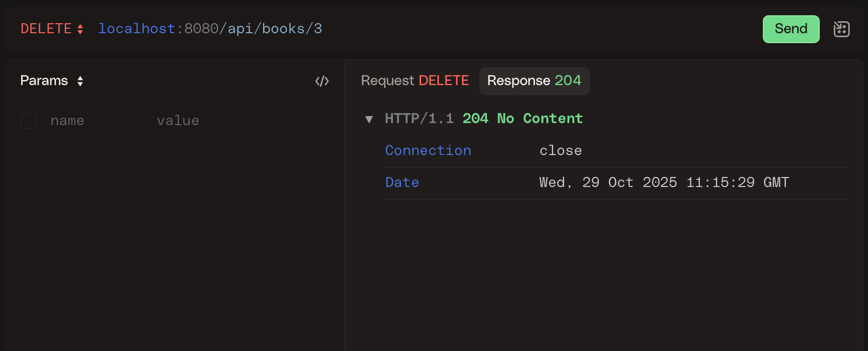 DELETE localhost:8080/api/books/3 Send
Params </> Request DELETE Response 204
name value
HTTP/1.1 204 No Content
Connection close
Date Wed, 29 Oct 2025 11:15:29 GMT